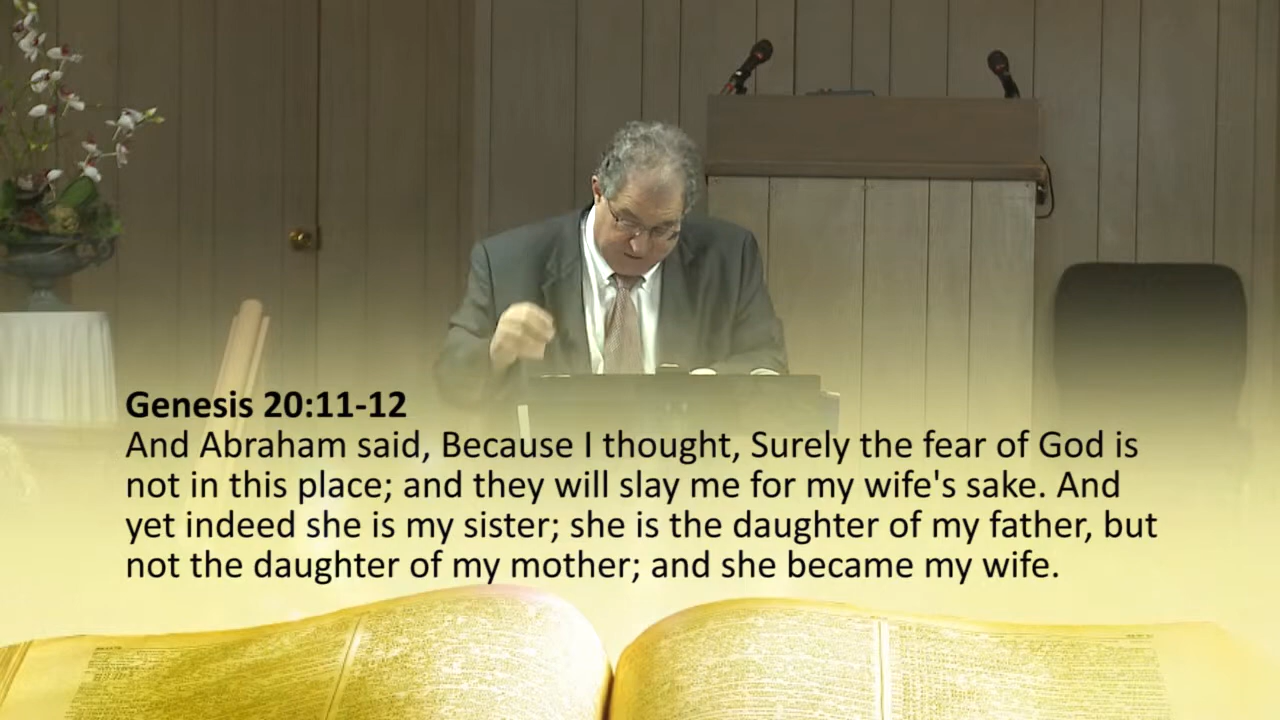 Genesis 20:11-12
And Abraham said, Because I thought, Surely the fear of God is
not in this place; and they will slay me for my wife's sake. And
yet indeed she is my sister; she is the daughter of my father, but
not the daughter of my mother; and she became my wife.